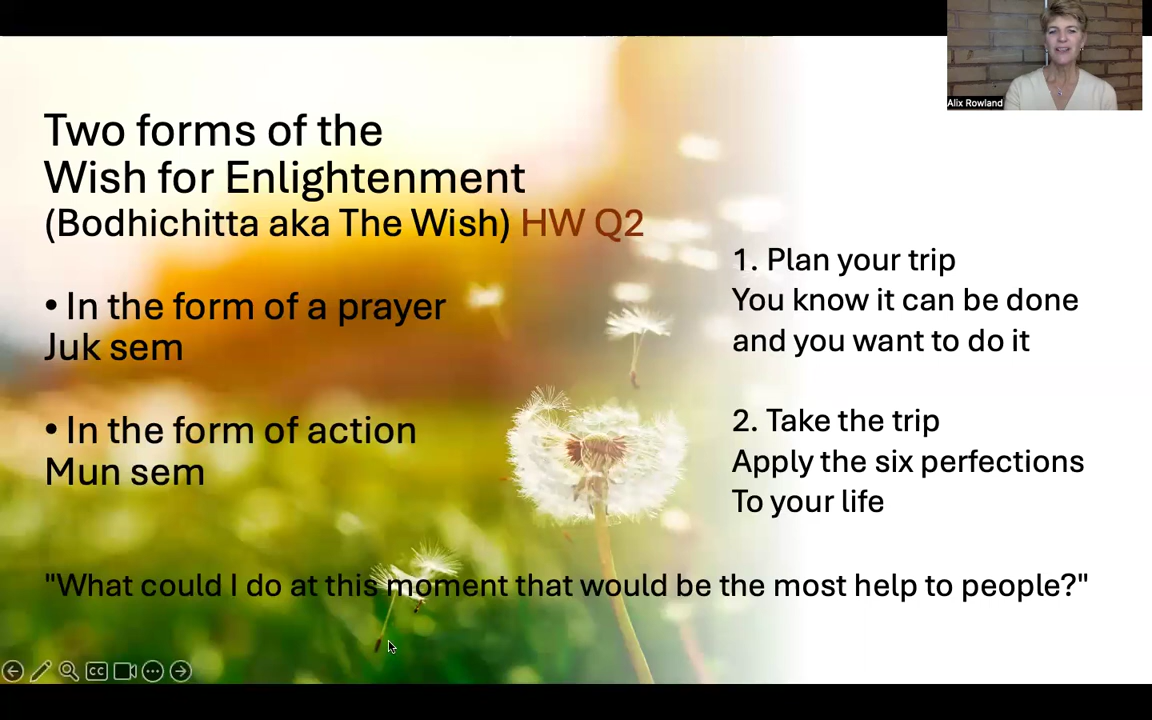 Alix Rowland
Two forms of the
Wish for Enlightenment
(Bodhichitta aka The Wish) HW Q2
• In the form of a prayer
Juk sem
• In the form of action
Mun sem
1. Plan your trip
You know it can be done
and you want to do it
2. Take the trip
Apply the six perfections
To your life
"What could I do at this moment that would be the most help to people?"
CC